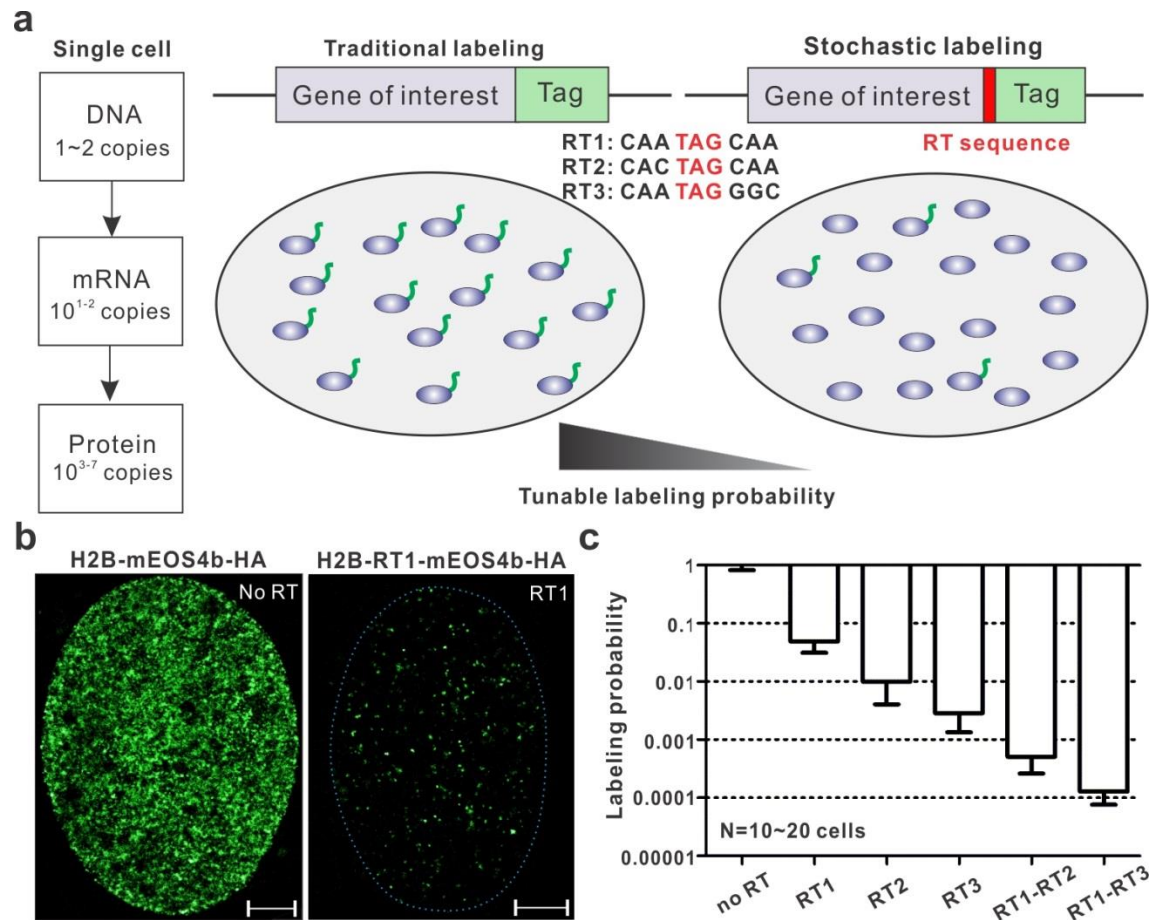 a
Single cell
DNA
1~2 copies
mRNA
10¹⁻² copies
Protein
10³⁻⁷ copies
Traditional labeling
Gene of interest
Tag
Stochastic labeling
Gene of interest
Tag
RT1: CAA TAG CAA
RT2: CAC TAG CAA
RT3: CAA TAG GGC
RT sequence
Tunable labeling probability
b
H2B-mEOS4b-HA
No RT
H2B-RT1-mEOS4b-HA
RT1
c
Labeling probability
1
0.1
0.01
0.001
0.0001
0.00001
N=10~20 cells
no RT
RT1
RT2
RT3
RT1-RT2
RT1-RT3